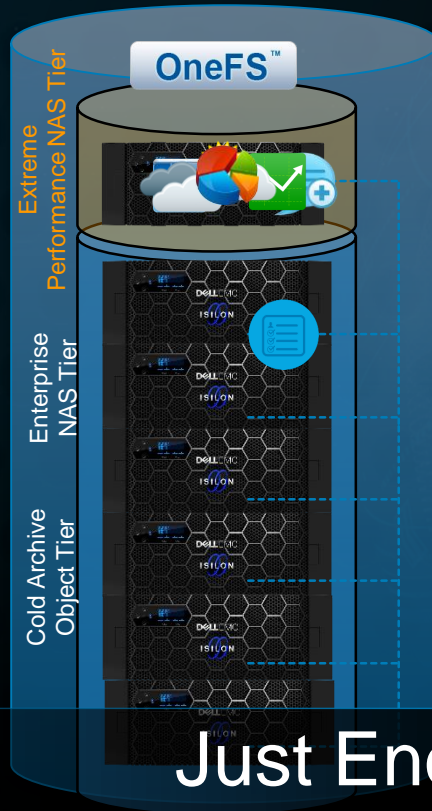 OneFS™
Extreme
Performance NAS Tier
Enterprise
NAS Tier
Cold Archive
Object Tier
DELLEMC
ISILON
DELLEMC
ISILON
DELLEMC
ISILON
DELLEMC
ISILON
DELLEMC
ISILON
ISILON
Just